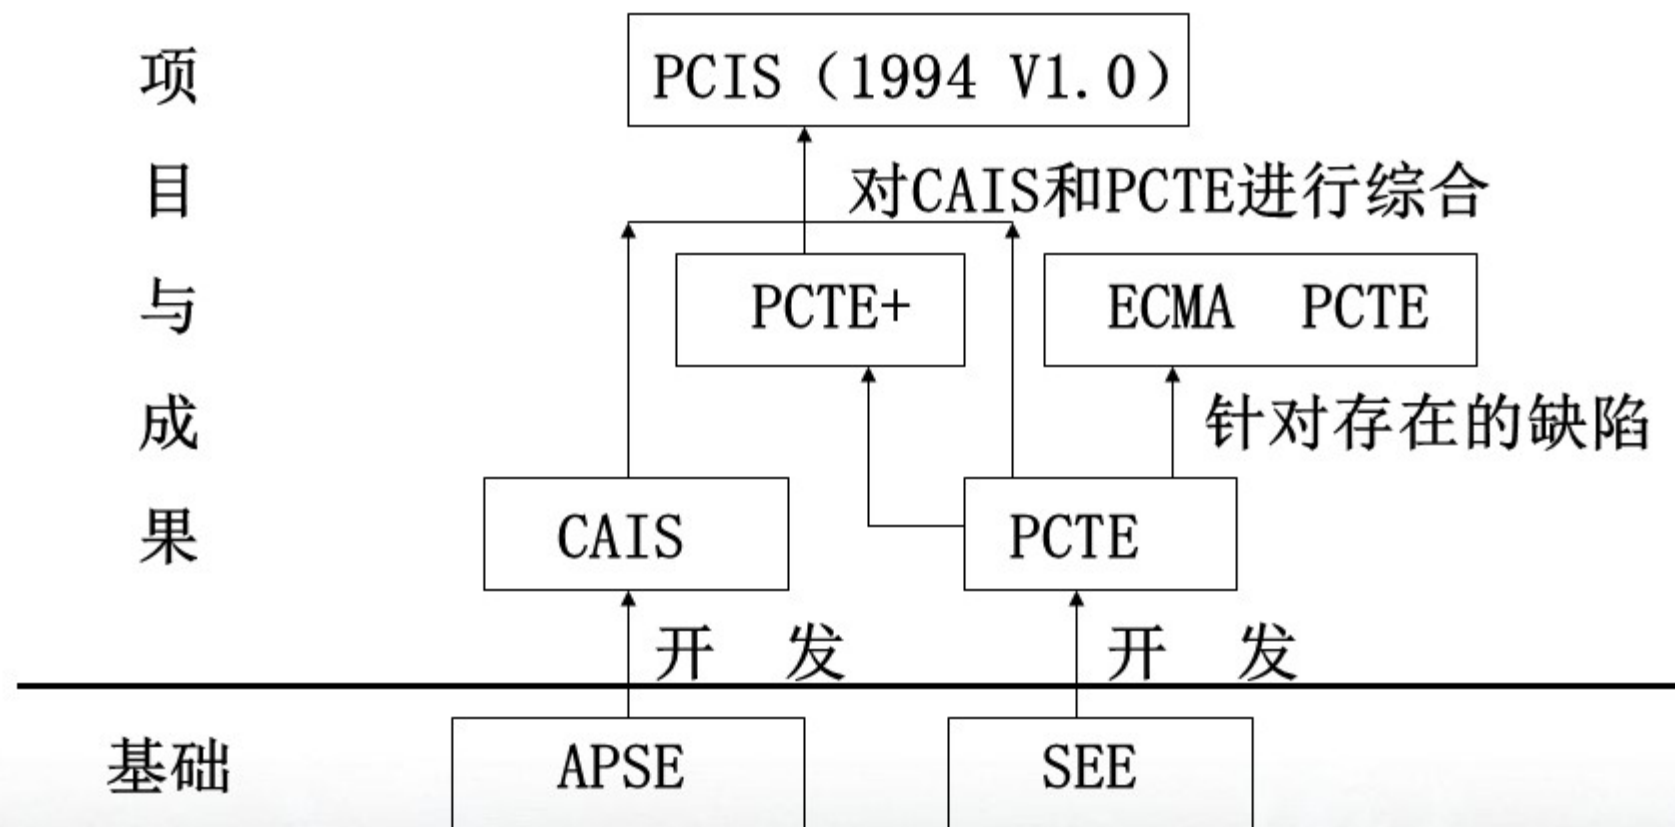 项
目
与
成
果
PCIS（1994 V1.0）
对CAIS和PCTE进行综合
PCTE+
ECMA PCTE
针对存在的缺陷
CAIS
PCTE
开 发
开 发
基础
APSE
SEE